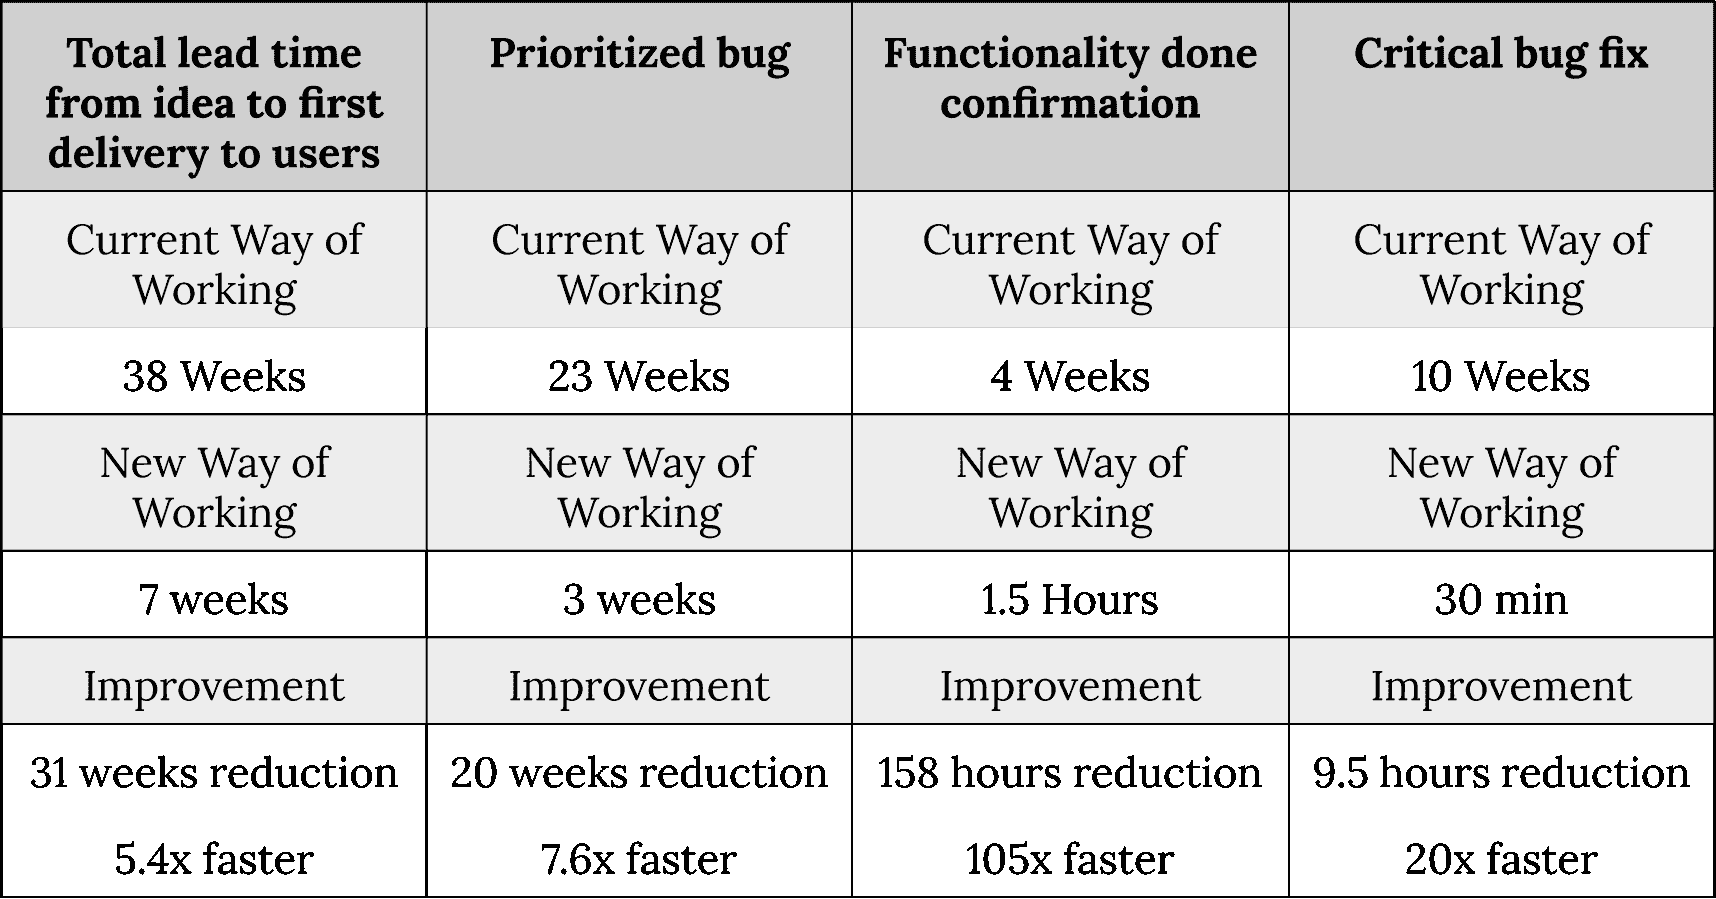 Total lead time
from idea to first
delivery to users
Prioritized bug
Functionality done
confirmation
Critical bug fix
Current Way of
Working
Current Way of
Working
Current Way of
Working
Current Way of
Working
38 Weeks
23 Weeks
4 Weeks
10 Weeks
New Way of
Working
New Way of
Working
New Way of
Working
New Way of
Working
7 weeks
3 weeks
1.5 Hours
30 min
Improvement
Improvement
Improvement
Improvement
31 weeks reduction
5.4x faster
20 weeks reduction
7.6x faster
158 hours reduction
105x faster
9.5 hours reduction
20x faster